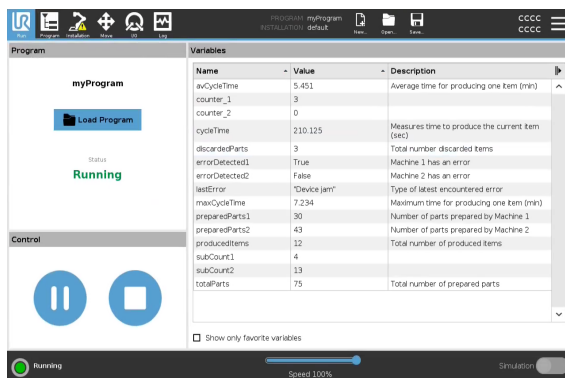 UR
Run
Program
Installation
Move
I/O
Log
PROGRAM myProgram
INSTALLATION default
New...
Open...
Save...
cccc
cccc
Program
myProgram
Load Program
Status
Running
Control
Variables
Name Value Description
avCycleTime 5.451 Average time for producing one item (min)
counter_1 3
counter_2 0
cycleTime 210.125 Measures time to produce the current item
(sec)
discardedParts 3 Total number discarded items
errorDetected1 True Machine 1 has an error
errorDetected2 False Machine 2 has an error
lastError "Device jam" Type of latest encountered error
maxCycleTime 7.234 Maximum time for producing one item (min)
preparedParts1 30 Number of parts prepared by Machine 1
preparedParts2 43 Number of parts prepared by Machine 2
producedItems 12 Total number of produced items
subCount1 4
subCount2 13
totalParts 75 Total number of prepared parts
Show only favorite variables
Running
Speed 100%
Simulation